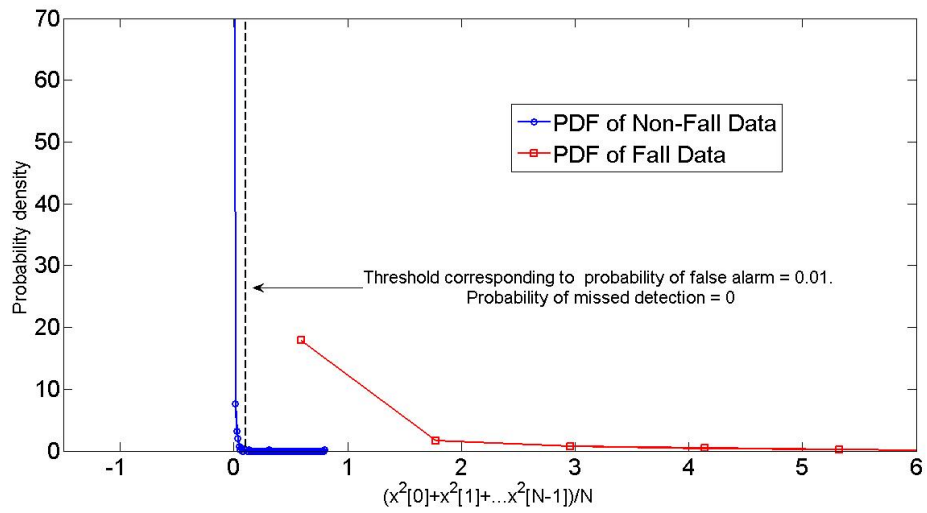 70
60
50
40
30
20
10
0
Probability density
PDF of Non-Fall Data
PDF of Fall Data
Threshold corresponding to probability of false alarm = 0.01.
Probability of missed detection = 0
-1 0 1 2 3 4 5 6
(x²[0]+x²[1]+...x²[N-1])/N